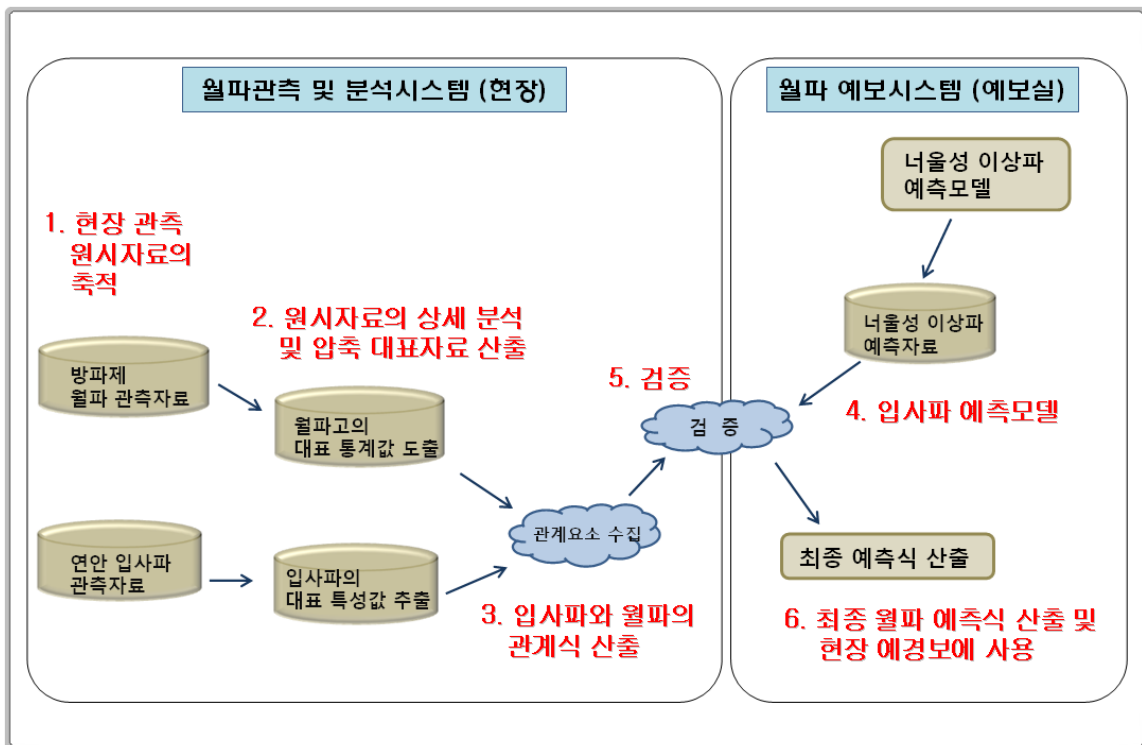 월파관측 및 분석시스템 (현장)
1. 현장 관측
원시자료의
축적
2. 원시자료의 상세 분석
및 압축 대표자료 산출
방파제
월파 관측자료
월파고의
대표 통계값 도출
연안 입사파
관측자료
입사파의
대표 특성값 추출
관계요소 수집
3. 입사파와 월파의
관계식 산출
5. 검증
검 증
월파 예보시스템 (예보실)
너울성 이상파
예측모델
너울성 이상파
예측자료
4. 입사파 예측모델
최종 예측식 산출
6. 최종 월파 예측식 산출 및
현장 예경보에 사용